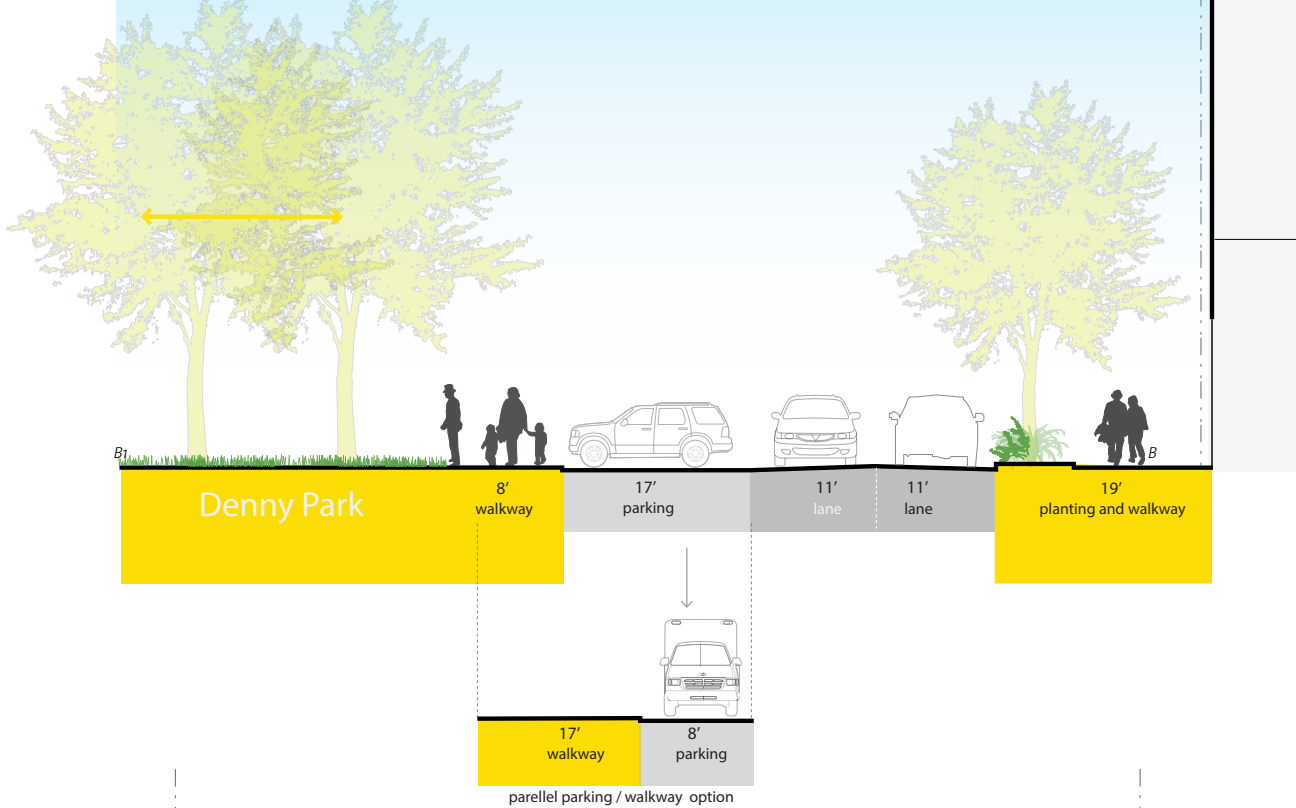 B1
B
Denny Park
8’
walkway
17’
parking
11’
lane
11’
lane
19’
planting and walkway
17’
walkway
8’
parking
parellel parking / walkway option